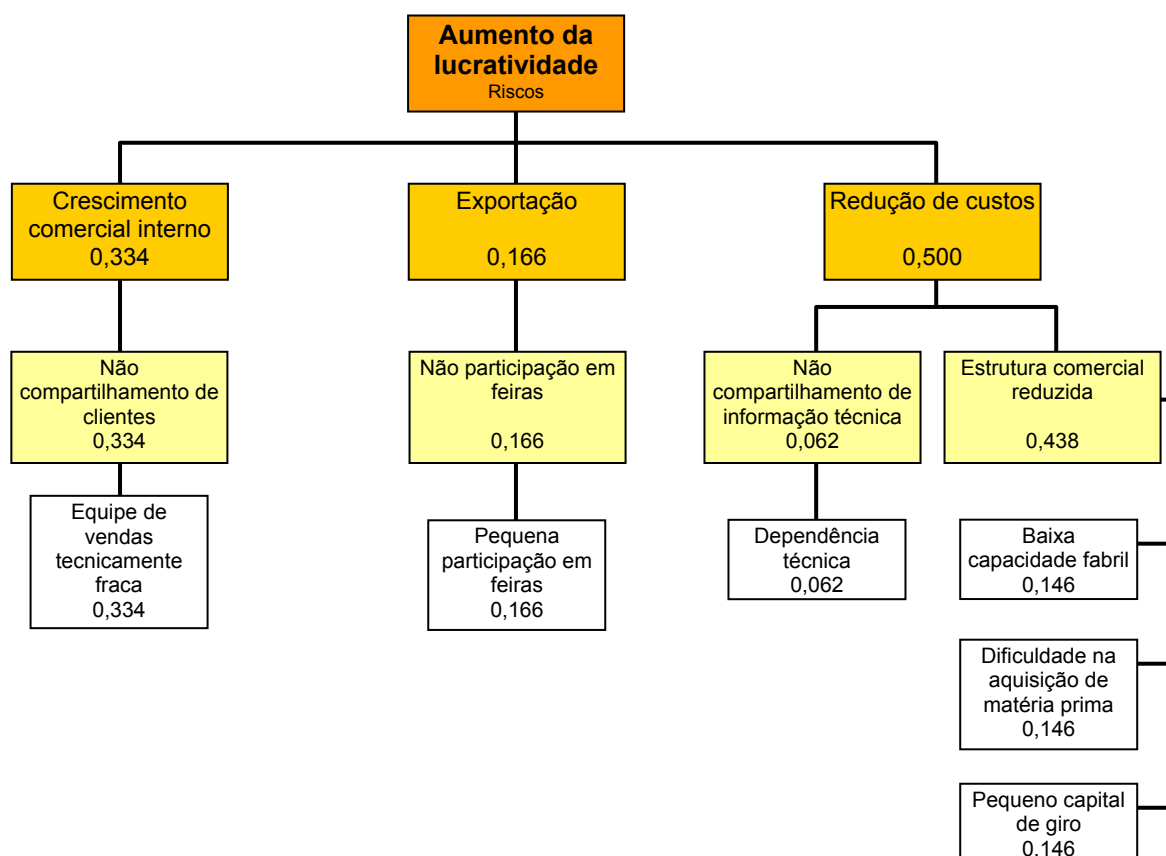 Aumento da
lucratividade
Riscos
Crescimento
comercial interno
0,334
Exportação
0,166
Redução de custos
0,500
Não
compartilhamento de
clientes
0,334
Não participação em
feiras
0,166
Não
compartilhamento de
informação técnica
0,062
Estrutura comercial
reduzida
0,438
Equipe de
vendas
tecnicamente
fraca
0,334
Pequena
participação em
feiras
0,166
Dependência
técnica
0,062
Baixa
capacidade fabril
0,146
Dificuldade na
aquisição de
matéria prima
0,146
Pequeno capital
de giro
0,146